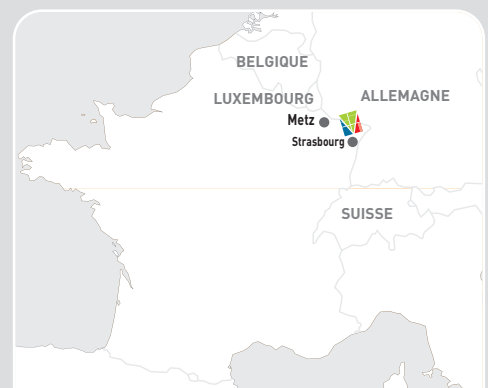 BELGIQUE
LUXEMBOURG
ALLEMAGNE
Metz
Strasbourg
SUISSE